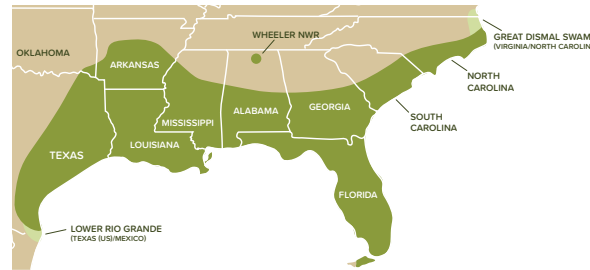 WHEELER NWR
GREAT DISMAL SWAM
(VIRGINIA/NORTH CAROLIN
OKLAHOMA
ARKANSAS
NORTH
CAROLINA
MISSISSIPPI
ALABAMA
GEORGIA
SOUTH
CAROLINA
LOUISIANA
TEXAS
FLORIDA
LOWER RIO GRANDE
(TEXAS (US)/MEXICO)